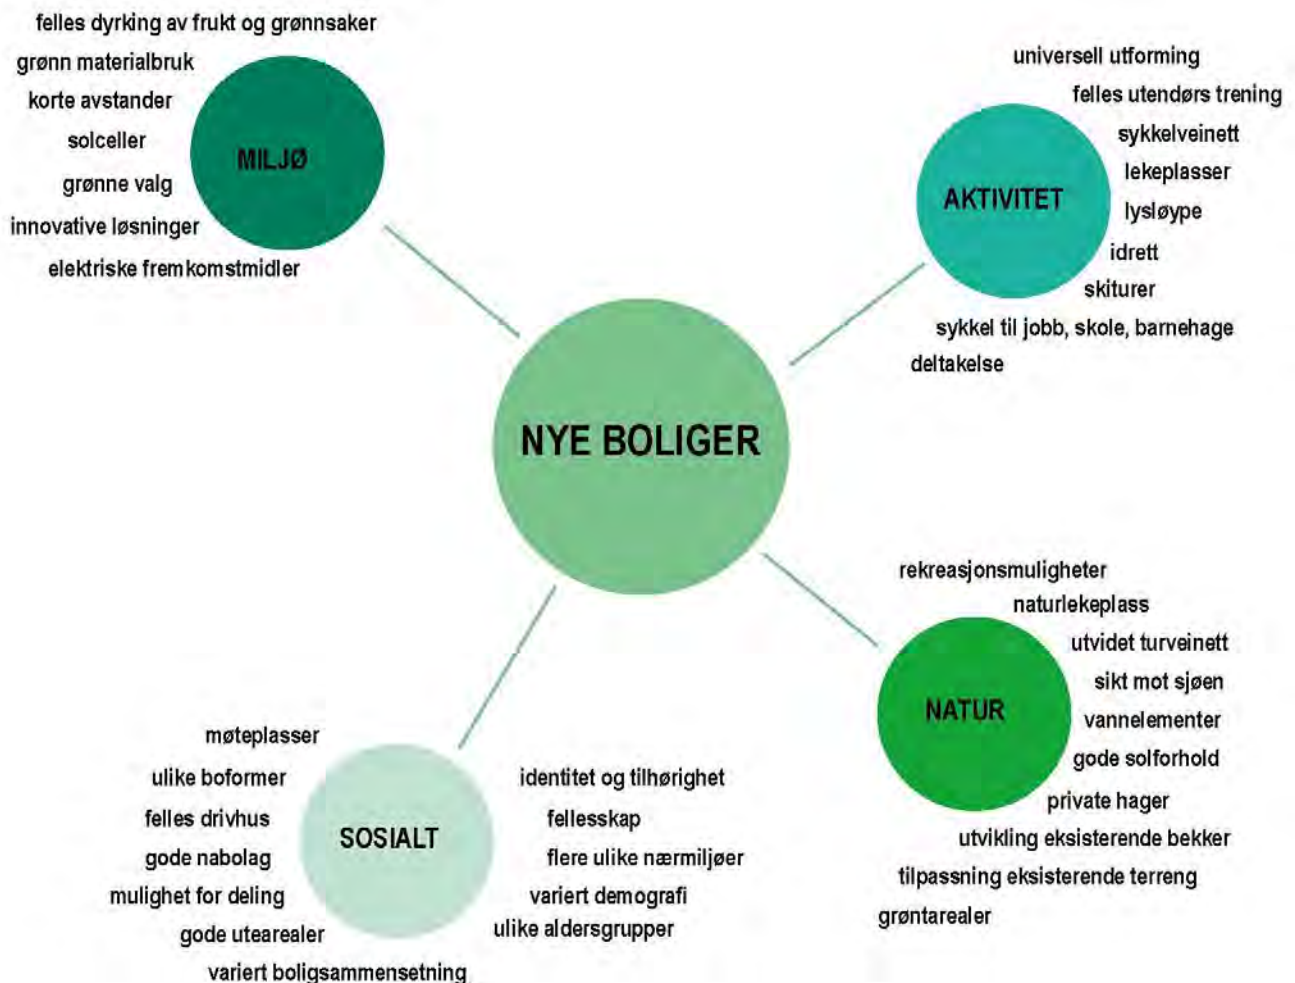 felles dyrking av frukt og grønnsaker
grønn materialbruk
korte avstander
solceller
grønne valg
innovative løsninger
elektriske fremkomstmidler
MILJØ
universell utforming
felles utendørs trening
sykkelveinett
lekeplasser
lysløype
idrett
skiturer
sykkel til jobb, skole, barnehage
deltakelse
AKTIVITET
NYE BOLIGER
rekreasjonsmuligheter
naturlekeplass
utvidet turveinett
sikt mot sjøen
vannelementer
gode solforhold
private hager
utvikling eksisterende bekker
tilpassning eksisterende terreng
grøntarealer
NATUR
møteplasser
ulike boformer
felles drivhus
gode nabolag
mulighet for deling
gode utearealer
variert boligsammensetning
SOSIALT
identitet og tilhørighet
fellesskap
flere ulike nærmiljøer
variert demografi
ulike aldersgrupper